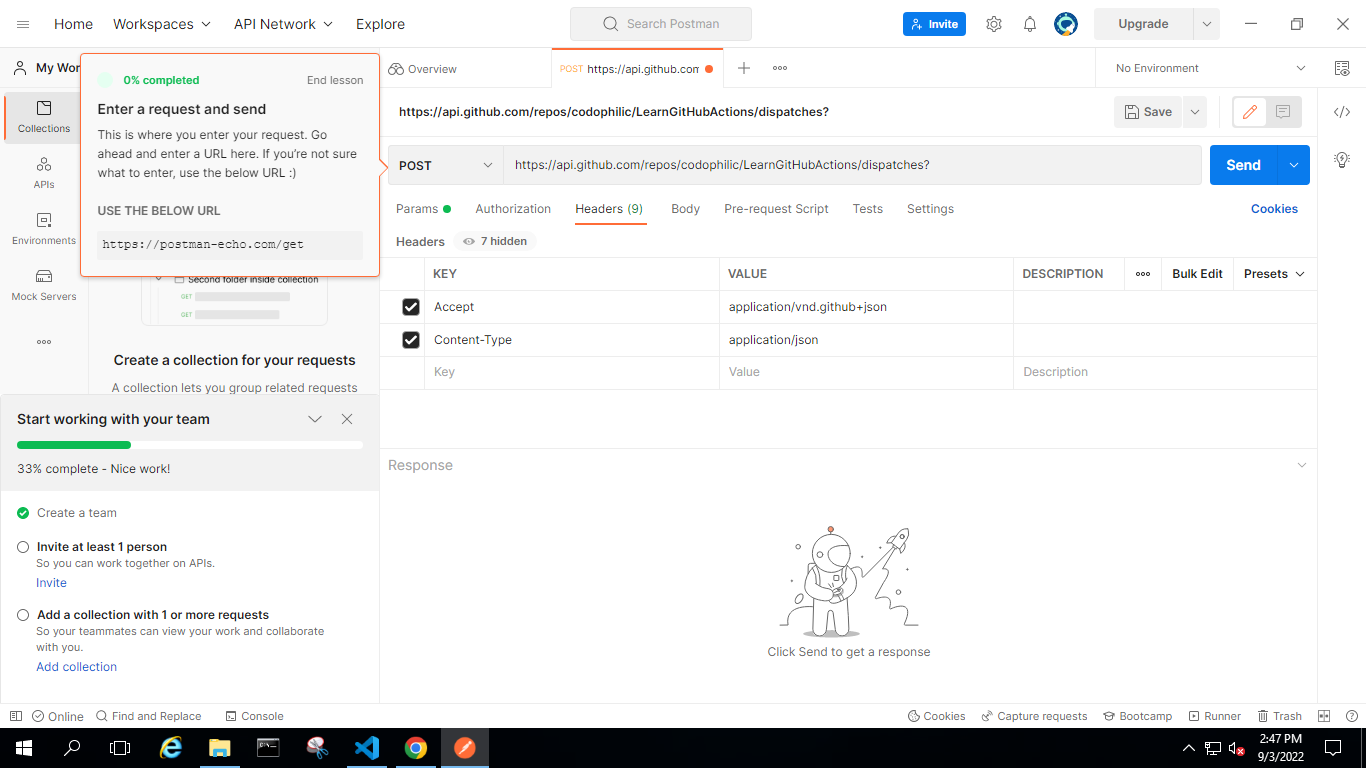 Home
Workspaces
API Network
Explore
Search Postman
Invite
Upgrade
My Wor
Overview
POST https://api.github.com
No Environment
0% completed
End lesson
Enter a request and send
This is where you enter your request. Go
ahead and enter a URL here. If you're not sure
what to enter, use the below URL :)
USE THE BELOW URL
https://postman-echo.com/get
Collections
APIs
Environments
Mock Servers
Second folder inside collection
GET
GET
Create a collection for your requests
A collection lets you group related requests
https://api.github.com/repos/codophilic/LearnGitHubActions/dispatches?
Save
POST
https://api.github.com/repos/codophilic/LearnGitHubActions/dispatches?
Send
Params
Authorization
Headers (9)
Body
Pre-request Script
Tests
Settings
Cookies
Headers
7 hidden
KEY
VALUE
DESCRIPTION
Bulk Edit
Presets
Accept
application/vnd.github+json
Content-Type
application/json
Key
Value
Description
Start working with your team
33% complete - Nice work!
Create a team
Invite at least 1 person
So you can work together on APIs.
Invite
Add a collection with 1 or more requests
So your teammates can view your work and collaborate
with you.
Add collection
Response
Click Send to get a response
Online
Find and Replace
Console
Cookies
Capture requests
Bootcamp
Runner
Trash
2:47 PM
9/3/2022